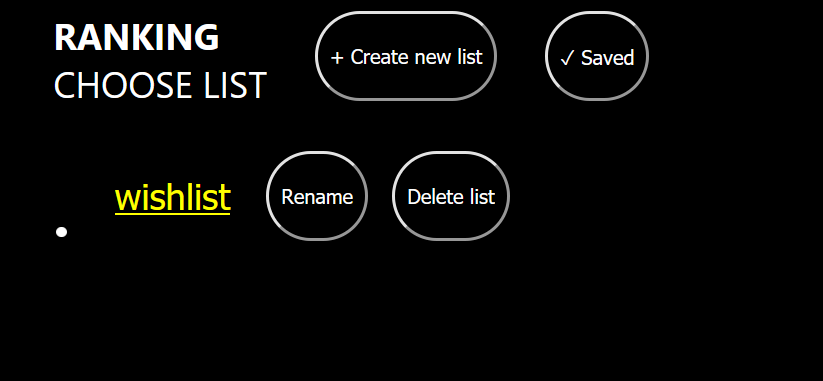 RANKING
CHOOSE LIST
+ Create new list
✓ Saved
wishlist
Rename
Delete list